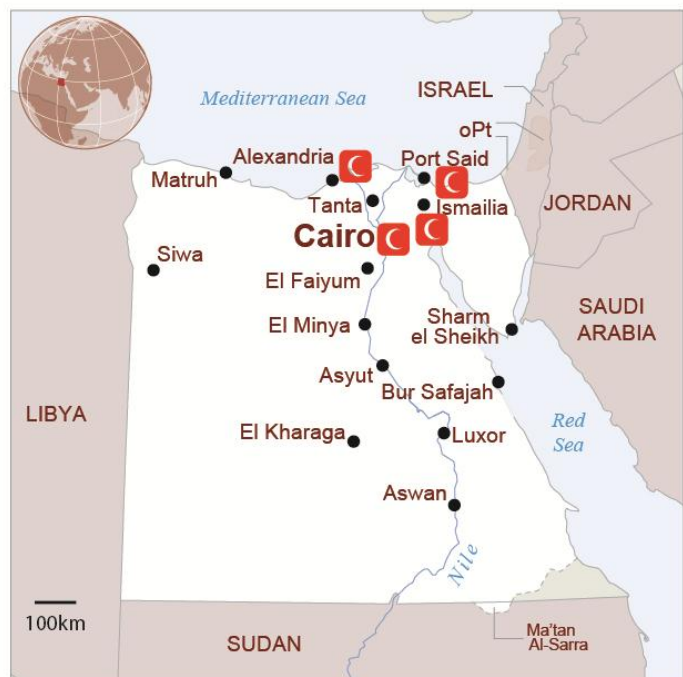 Mediterranean Sea
ISRAEL
oPt
Alexandria
Port Said
Matruh
Tanta
Ismailia
JORDAN
Cairo
Siwa
El Faiyum
SAUDI
ARABIA
El Minya
Sharm
el Sheikh
Asyut
Bur Safajah
LIBYA
El Kharaga
Luxor
Red
Sea
Aswan
Nile
100km
SUDAN
Ma'tan
Al-Sarra